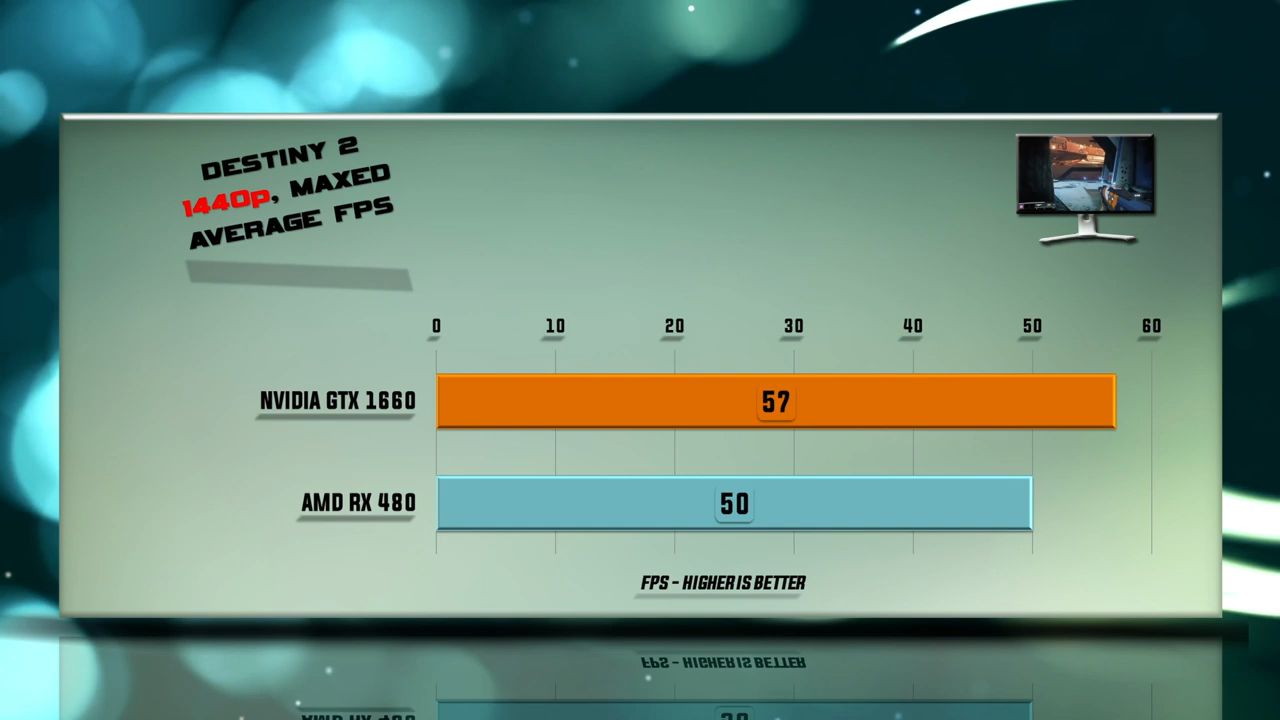 DESTINY 2
1440p, MAXED
AVERAGE FPS
0 10 20 30 40 50 60
NVIDIA GTX 1660 57
AMD RX 480 50
FPS - HIGHER IS BETTER